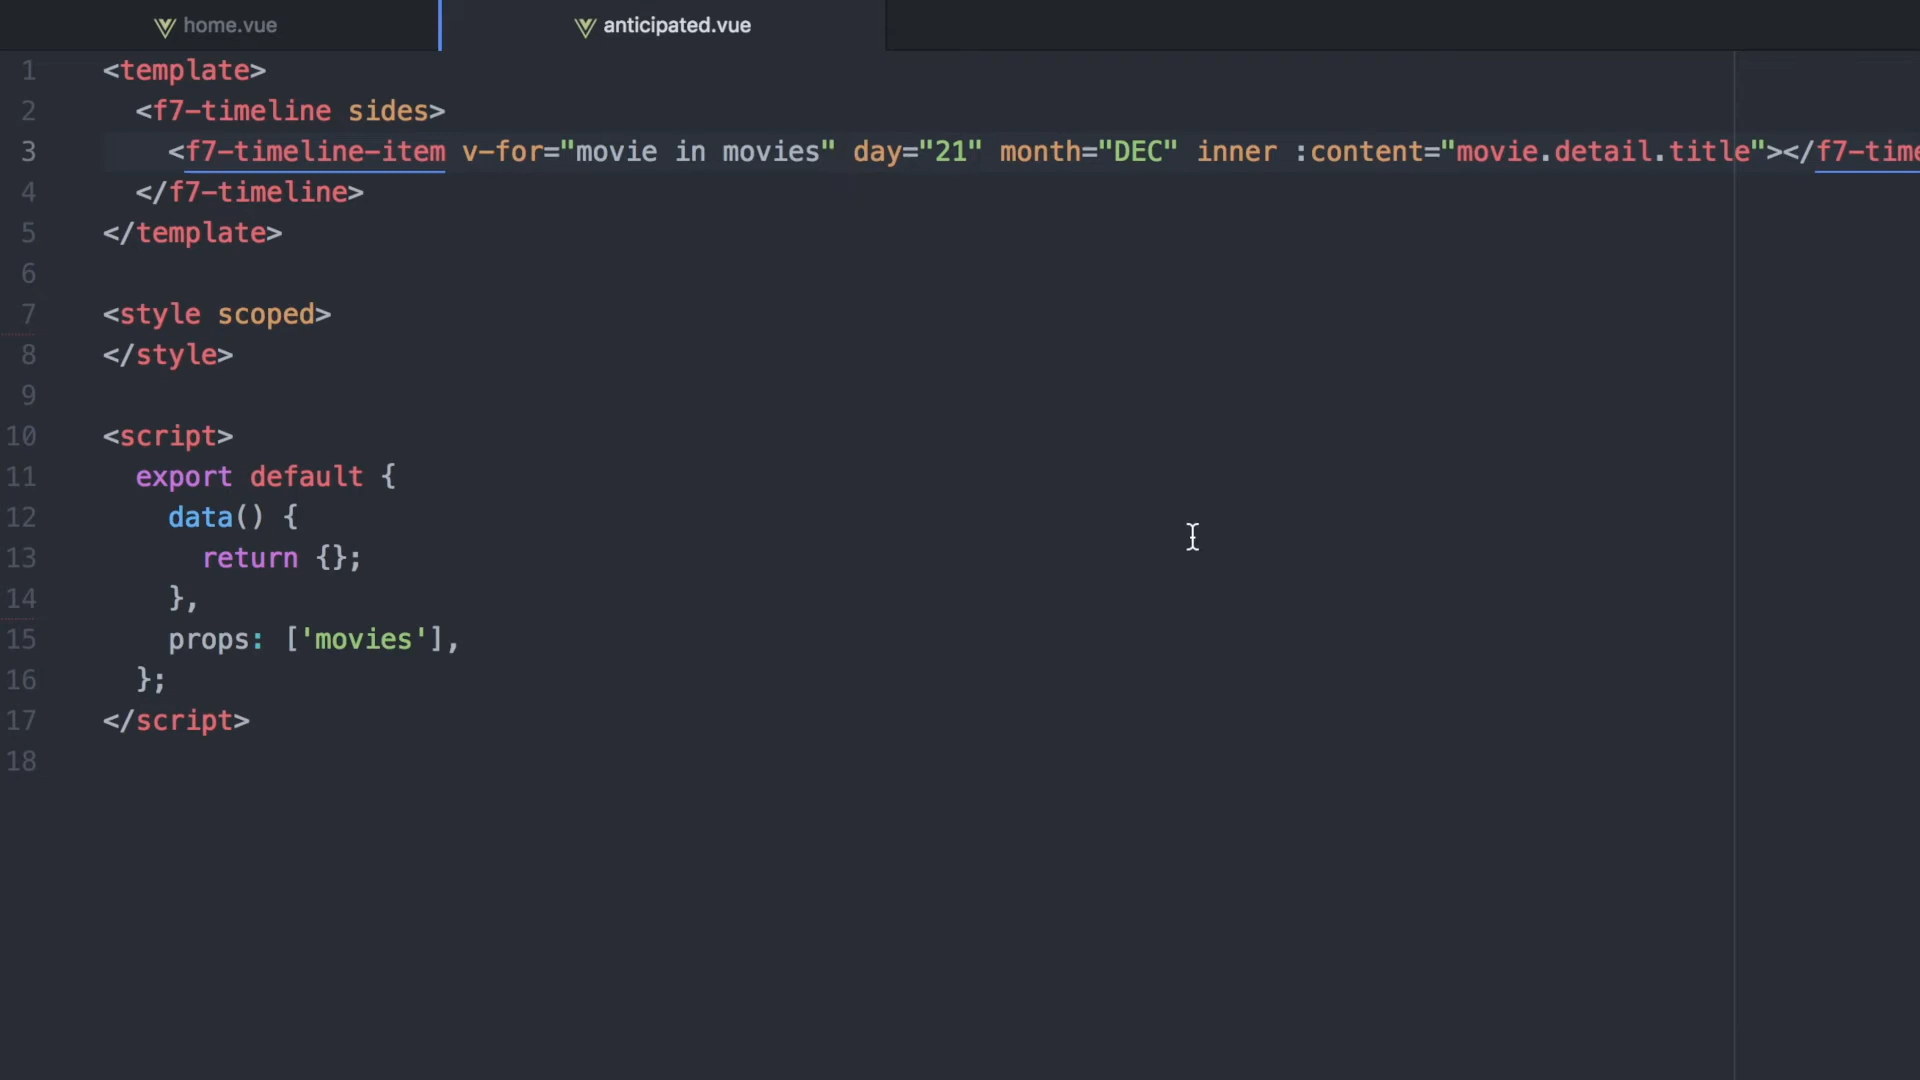 home.vue
anticipated.vue
1 <template>
2 <f7-timeline sides>
3 <f7-timeline-item v-for="movie in movies" day="21" month="DEC" inner :content="movie.detail.title"></f7-time
4 </f7-timeline>
5 </template>
6
7 <style scoped>
8 </style>
9
10 <script>
11 export default {
12 data() {
13 return {};
14 },
15 props: ['movies'],
16 };
17 </script>
18